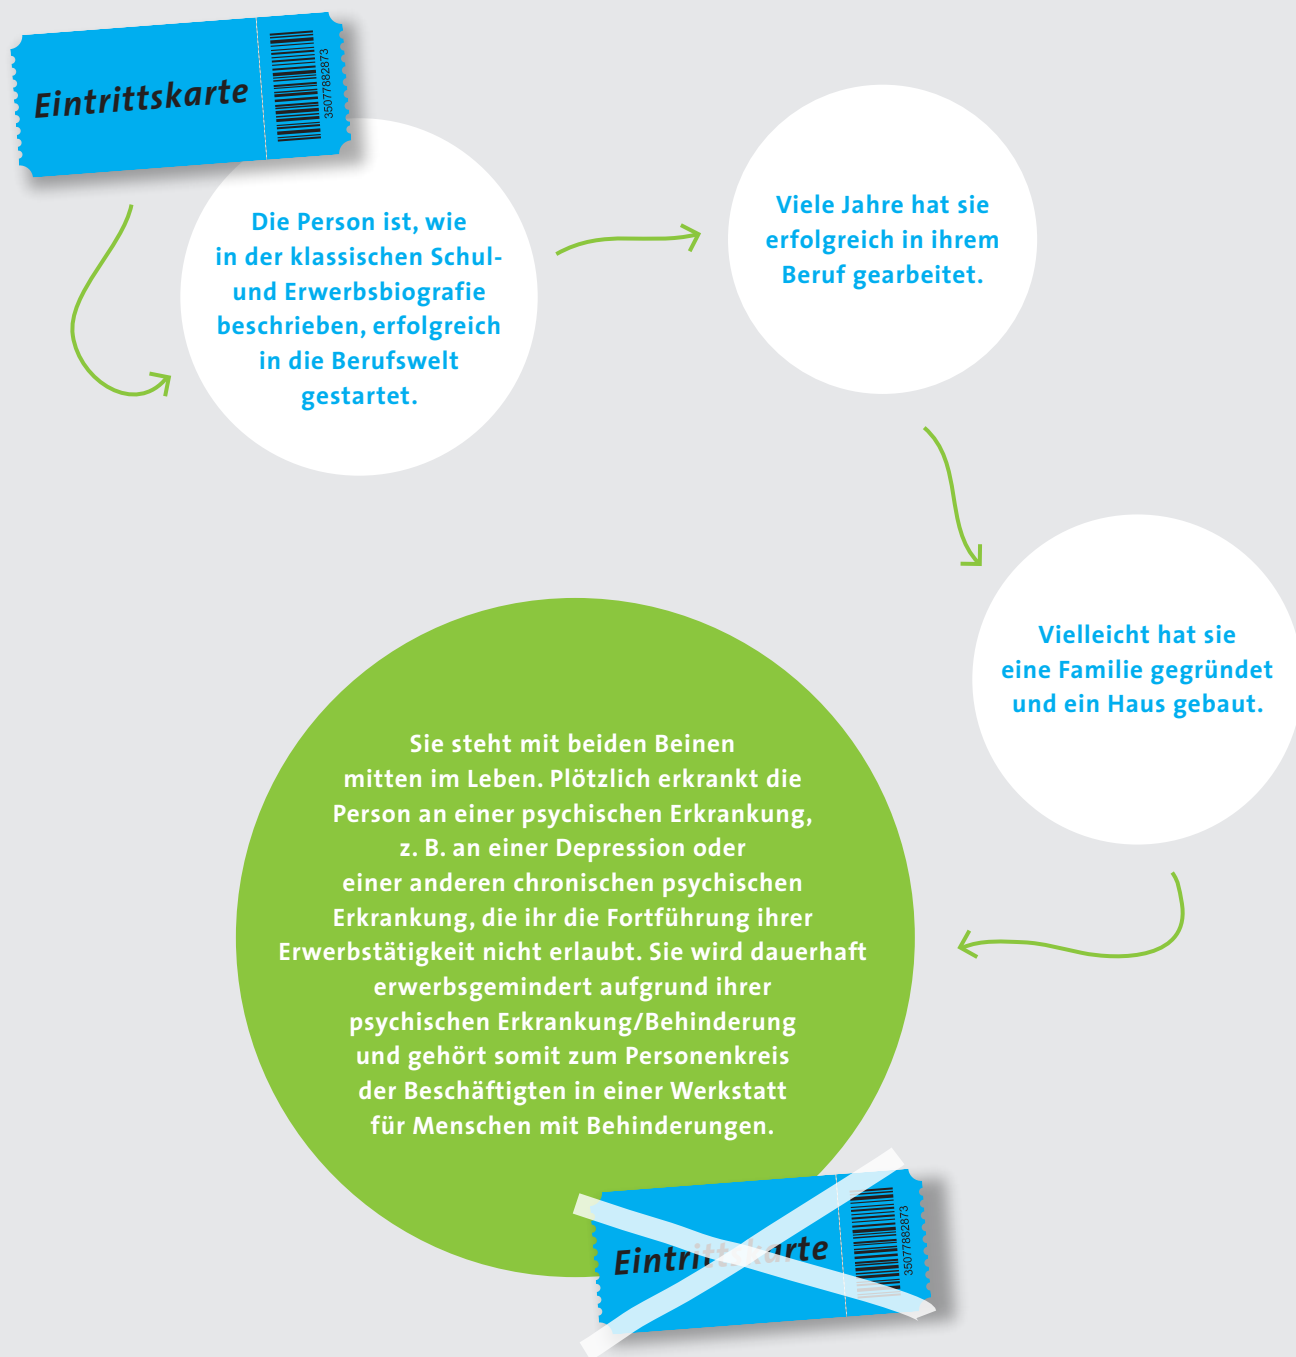 Eintrittskarte
35077882873
Die Person ist, wie
in der klassischen Schul-
und Erwerbsbiografie
beschrieben, erfolgreich
in die Berufswelt
gestartet.
Viele Jahre hat sie
erfolgreich in ihrem
Beruf gearbeitet.
Vielleicht hat sie
eine Familie gegründet
und ein Haus gebaut.
Sie steht mit beiden Beinen
mitten im Leben. Plötzlich erkrankt die
Person an einer psychischen Erkrankung,
z. B. an einer Depression oder
einer anderen chronischen psychischen
Erkrankung, die ihr die Fortführung ihrer
Erwerbstätigkeit nicht erlaubt. Sie wird dauerhaft
erwerbsgemindert aufgrund ihrer
psychischen Erkrankung/Behinderung
und gehört somit zum Personenkreis
der Beschäftigten in einer Werkstatt
für Menschen mit Behinderungen.
Eintrittskarte
35077882873